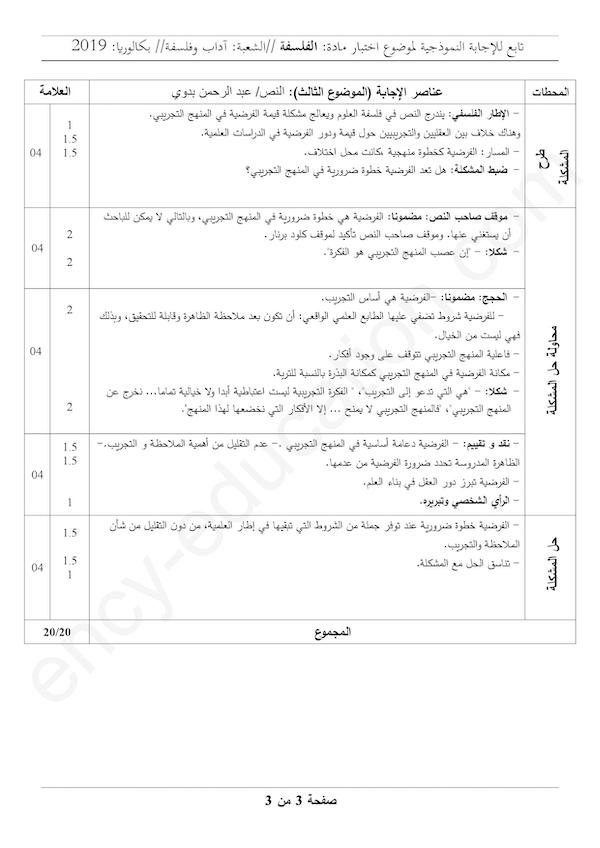 تابع للإجابة النموذجية لموضوع اختبار مادة: الفلسفة //الشعبة: آداب وفلسفة// بكالوريا: 2019
المحطات
عناصر الإجابة (الموضوع الثالث): النص/ عبد الرحمن بدوي
العلامة
طرح المشكلة
- الإطار الفلسفي: يندرج النص في فلسفة العلوم ويعالج مشكلة قيمة الفرضية في المنهج التجريبي.
وهناك خلاف بين العقليين والتجريبيين حول قيمة ودور الفرضية في الدراسات العلمية.
- المسار: الفرضية كخطوة منهجية ،كانت محل اختلاف.
- ضبط المشكلة: هل تعد الفرضية خطوة ضرورية في المنهج التجريبي؟
1
1.5
1.5
04
محاولة حل المشكلة
- موقف صاحب النص: مضمونا: الفرضية هي خطوة ضرورية في المنهج التجريبي، وبالتالي لا يمكن للباحث
أن يستغني عنها. وموقف صاحب النص تأكيد لموقف كلود برنار.
- شكلا: - "إن عصب المنهج التجريبي هو الفكرة".
2
2
04
- الحجج: مضمونا: -الفرضية هي أساس التجريب.
- للفرضية شروط تضفي عليها الطابع العلمي الواقعي: أن تكون بعد ملاحظة الظاهرة وقابلة للتحقيق، وبذلك
فهي ليست من الخيال.
- فاعلية المنهج التجريبي تتوقف على وجود أفكار.
- مكانة الفرضية في المنهج التجريبي كمكانة البذرة بالنسبة للتربة.
- شكلا: - "هي التي تدعو إلى التجريب"، " الفكرة التجريبية ليست اعتباطية أبدا ولا خيالية تماما... نخرج عن
المنهج التجريبي"، "فالمنهج التجريبي لا يمنح ... إلا الأفكار التي نخضعها لهذا المنهج".
2
2
04
- نقد و تقييم: - الفرضية دعامة أساسية في المنهج التجريبي .- عدم التقليل من أهمية الملاحظة و التجريب.-
الظاهرة المدروسة تحدد ضرورة الفرضية من عدمها.
- الفرضية تبرز دور العقل في بناء العلم.
- الرأي الشخصي وتبريره.
1.5
1.5
1
04
حل المشكلة
- الفرضية خطوة ضرورية عند توفر جملة من الشروط التي تبقيها في إطار العلمية، من دون التقليل من شأن
الملاحظة والتجريب.
- تناسق الحل مع المشكلة.
1.5
1.5
1
04
المجموع
20/20
صفحة 3 من 3
ency-education.com